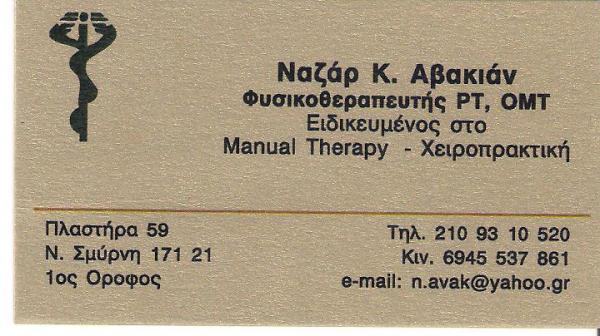 Ναζάρ Κ. Αβακιάν
Φυσικοθεραπευτής PT, OMT
Ειδικευμένος στο
Manual Therapy - Χειροπρακτική
Πλαστήρα 59
Ν. Σμύρνη 171 21
1ος Οροφος
Τηλ. 210 93 10 520
Κιν. 6945 537 861
e-mail: n.avak@yahoo.gr